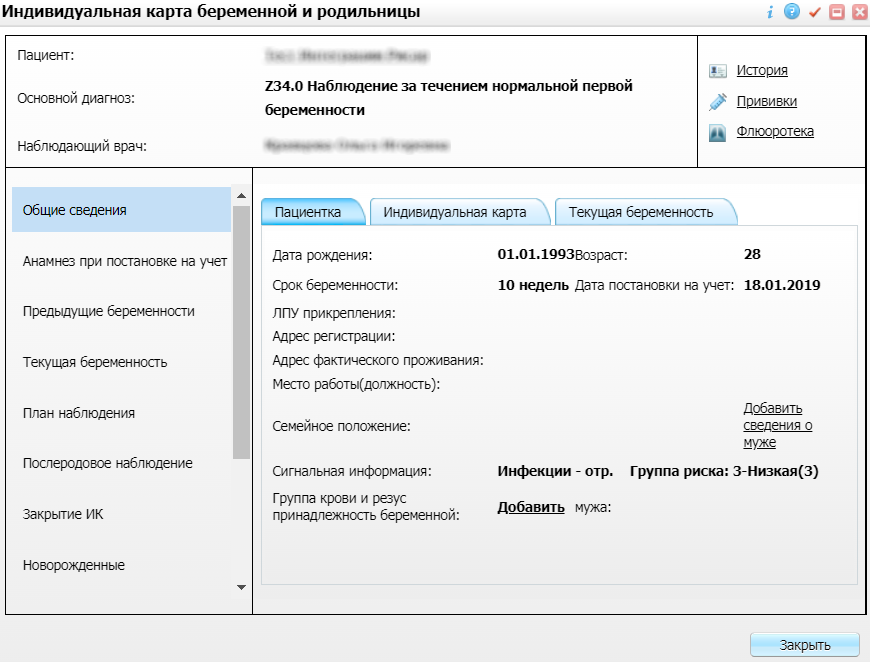 Индивидуальная карта беременной и родильницы
Пациент:
Основной диагноз:
Z34.0 Наблюдение за течением нормальной первой
беременности
Наблюдающий врач:
История
Прививки
Флюоротека
Общие сведения
Анамнез при постановке на учет
Предыдущие беременности
Текущая беременность
План наблюдения
Послеродовое наблюдение
Закрытие ИК
Новорожденные
Пациентка Индивидуальная карта Текущая беременность
Дата рождения: 01.01.1993Возраст: 28
Срок беременности: 10 недель Дата постановки на учет: 18.01.2019
ЛПУ прикрепления:
Адрес регистрации:
Адрес фактического проживания:
Место работы(должность):
Семейное положение:
Добавить
сведения о
муже
Сигнальная информация: Инфекции - отр. Группа риска: 3-Низкая(3)
Группа крови и резус
принадлежность беременной: Добавить мужа:
Закрыть